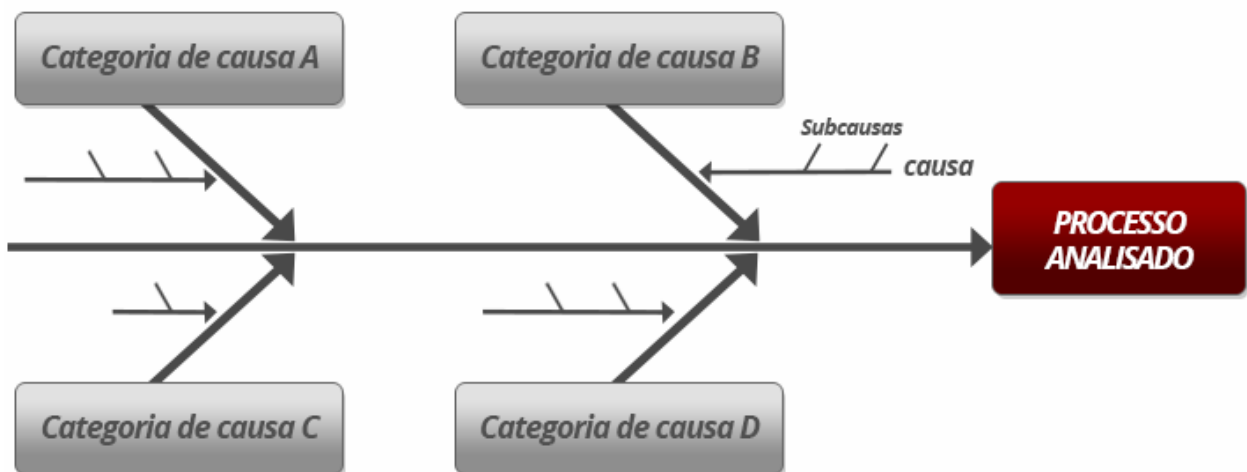 Categoria de causa A
Categoria de causa B
Subcausas
causa
PROCESSO
ANALISADO
Categoria de causa C
Categoria de causa D